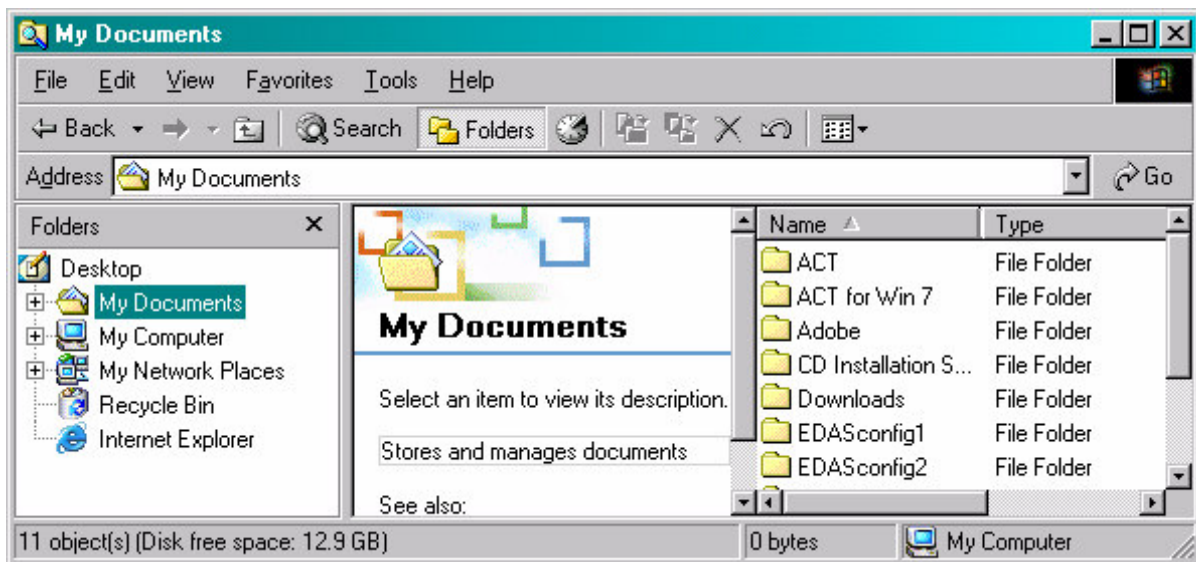 My Documents
File Edit View Favorites Tools Help
Back Search Folders
Address My Documents Go
Folders
Desktop
My Documents
My Computer
My Network Places
Recycle Bin
Internet Explorer
My Documents
Select an item to view its description.
Stores and manages documents
See also:
Name Type
ACT File Folder
ACT for Win 7 File Folder
Adobe File Folder
CD Installation S... File Folder
Downloads File Folder
EDASconfig1 File Folder
EDASconfig2 File Folder
11 object(s) (Disk free space: 12.9 GB) 0 bytes My Computer